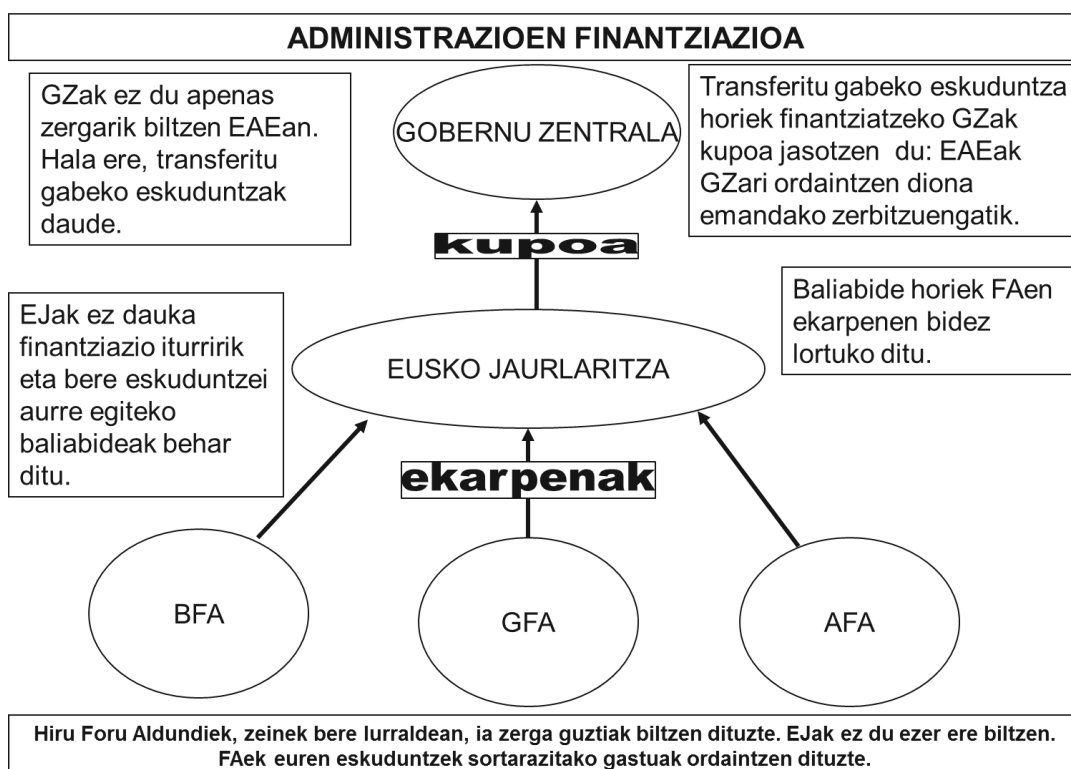 ADMINISTRAZIOEN FINANTZIAZIOA
GZak ez du apenas
zergarik biltzen EAEan.
Hala ere, transferitu
gabeko eskuduntzak
daude.
GOBERNU ZENTRALA
Transferitu gabeko eskuduntza
horiek finantziatzeko GZak
kupoa jasotzen du: EAEak
GZari ordaintzen diona
emandako zerbitzuengatik.
kupoa
EJak ez dauka
finantziazio iturririk
eta bere eskuduntzei
aurre egiteko
baliabideak behar
ditu.
EUSKO JAURLARITZA
Baliabide horiek FAen
ekarpenen bidez
lortuko ditu.
ekarpenak
BFA
GFA
AFA
Hiru Foru Aldundiek, zeinek bere lurraldean, ia zerga guztiak biltzen dituzte. EJak ez du ezer ere biltzen.
FAek euren eskuduntzek sortarazitako gastuak ordaintzen dituzte.